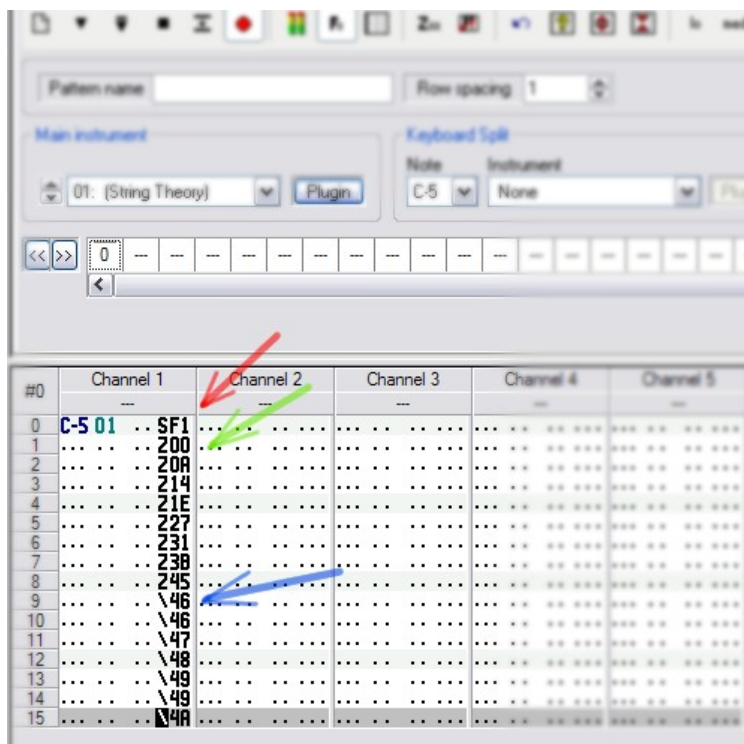 Pattern name Row spacing 1
Main instrument Keyboard Split
Note Instrument
01: (String Theory) Plugin C-5 None
<< >> 0 --- --- --- --- --- --- --- --- --- --- --- --- --- --- --- ---
#0 Channel 1 Channel 2 Channel 3 Channel 4 Channel 5
--- --- --- --- ---
0 C-5 01 .. SF1
1 ... .. .. Z00
2 ... .. .. Z0A
3 ... .. .. Z14
4 ... .. .. Z1E
5 ... .. .. Z27
6 ... .. .. Z31
7 ... .. .. Z3B
8 ... .. .. Z45
9 ... .. .. \46
10 ... .. .. \46
11 ... .. .. \47
12 ... .. .. \48
13 ... .. .. \49
14 ... .. .. \49
15 ... .. .. \4A